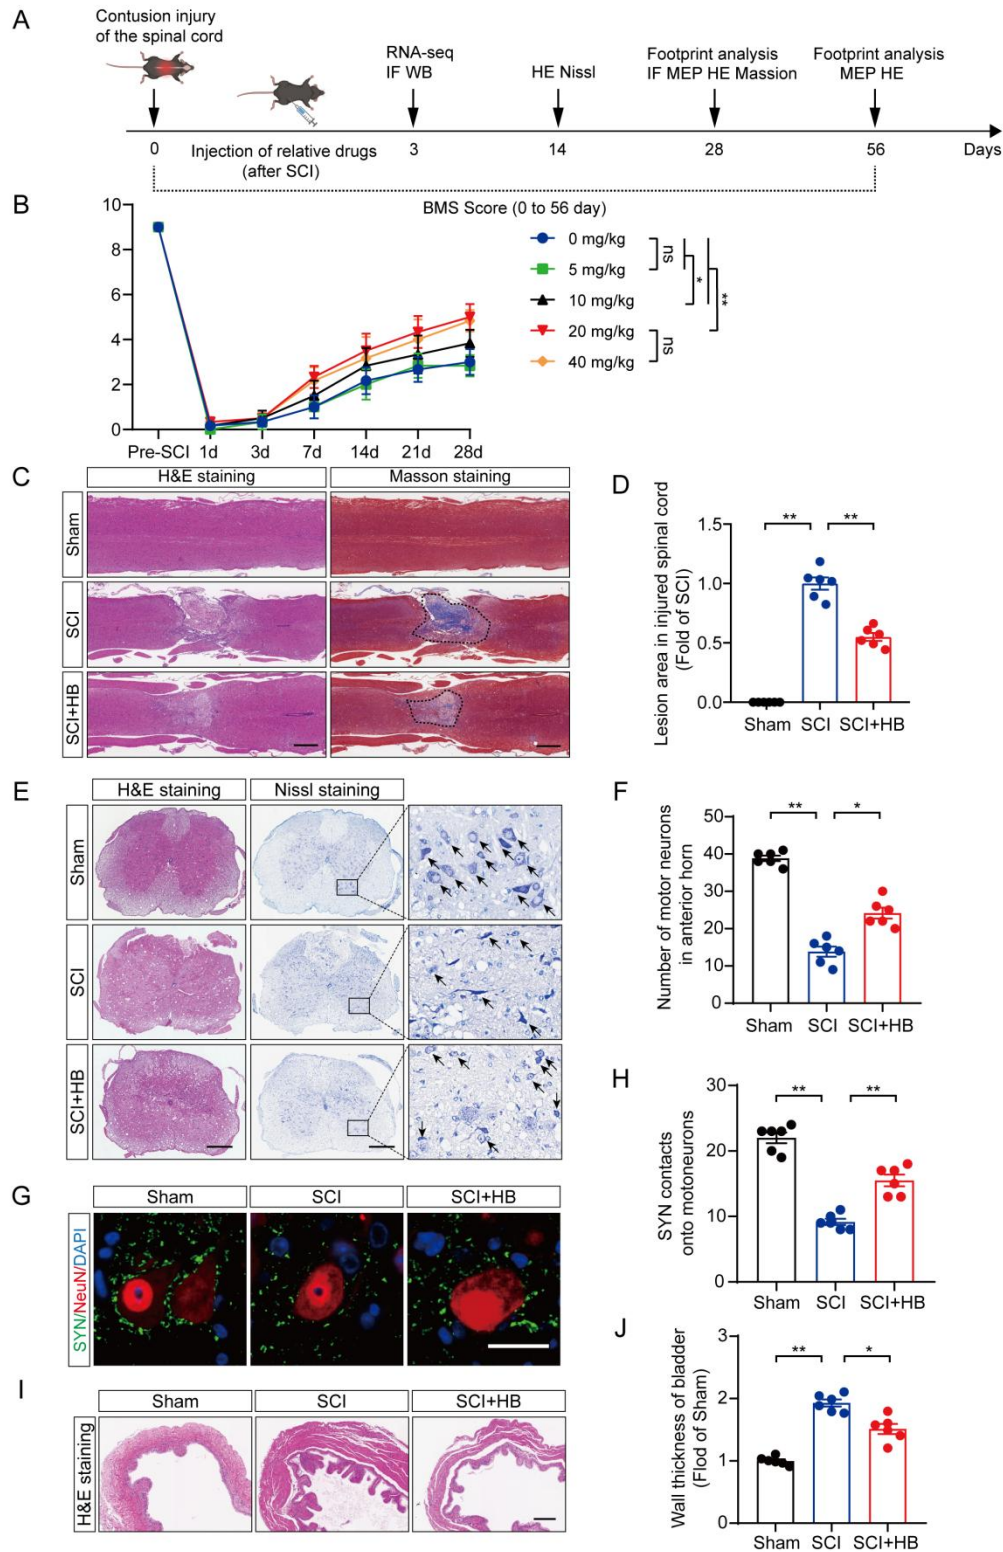 A
Contusion injury
of the spinal cord
RNA-seq
IF WB
HE Nissl
Footprint analysis
IF MEP HE Massion
Footprint analysis
MEP HE
0
Injection of relative drugs
(after SCI)
3
14
28
56
Days
B
BMS Score (0 to 56 day)
10
8
6
4
2
0
Pre-SCI
1d
3d
7d
14d
21d
28d
0 mg/kg
5 mg/kg
10 mg/kg
20 mg/kg
40 mg/kg
ns
*
**
ns
C
H&E staining
Masson staining
Sham
SCI
SCI+HB
D
Lesion area in injured spinal cord
(Fold of SCI)
1.5
1.0
0.5
0.0
**
**
Sham
SCI
SCI+HB
E
H&E staining
Nissl staining
Sham
SCI
SCI+HB
F
Number of motor neurons
in anterior horn
50
40
30
20
10
0
**
*
Sham
SCI
SCI+HB
G
Sham
SCI
SCI+HB
SYN/NeuN/DAPI
H
SYN contacts
onto motoneurons
30
20
10
0
**
**
Sham
SCI
SCI+HB
I
Sham
SCI
SCI+HB
H&E staining
J
Wall thickness of bladder
(Flod of Sham)
3
2
1
0
**
*
Sham
SCI
SCI+HB